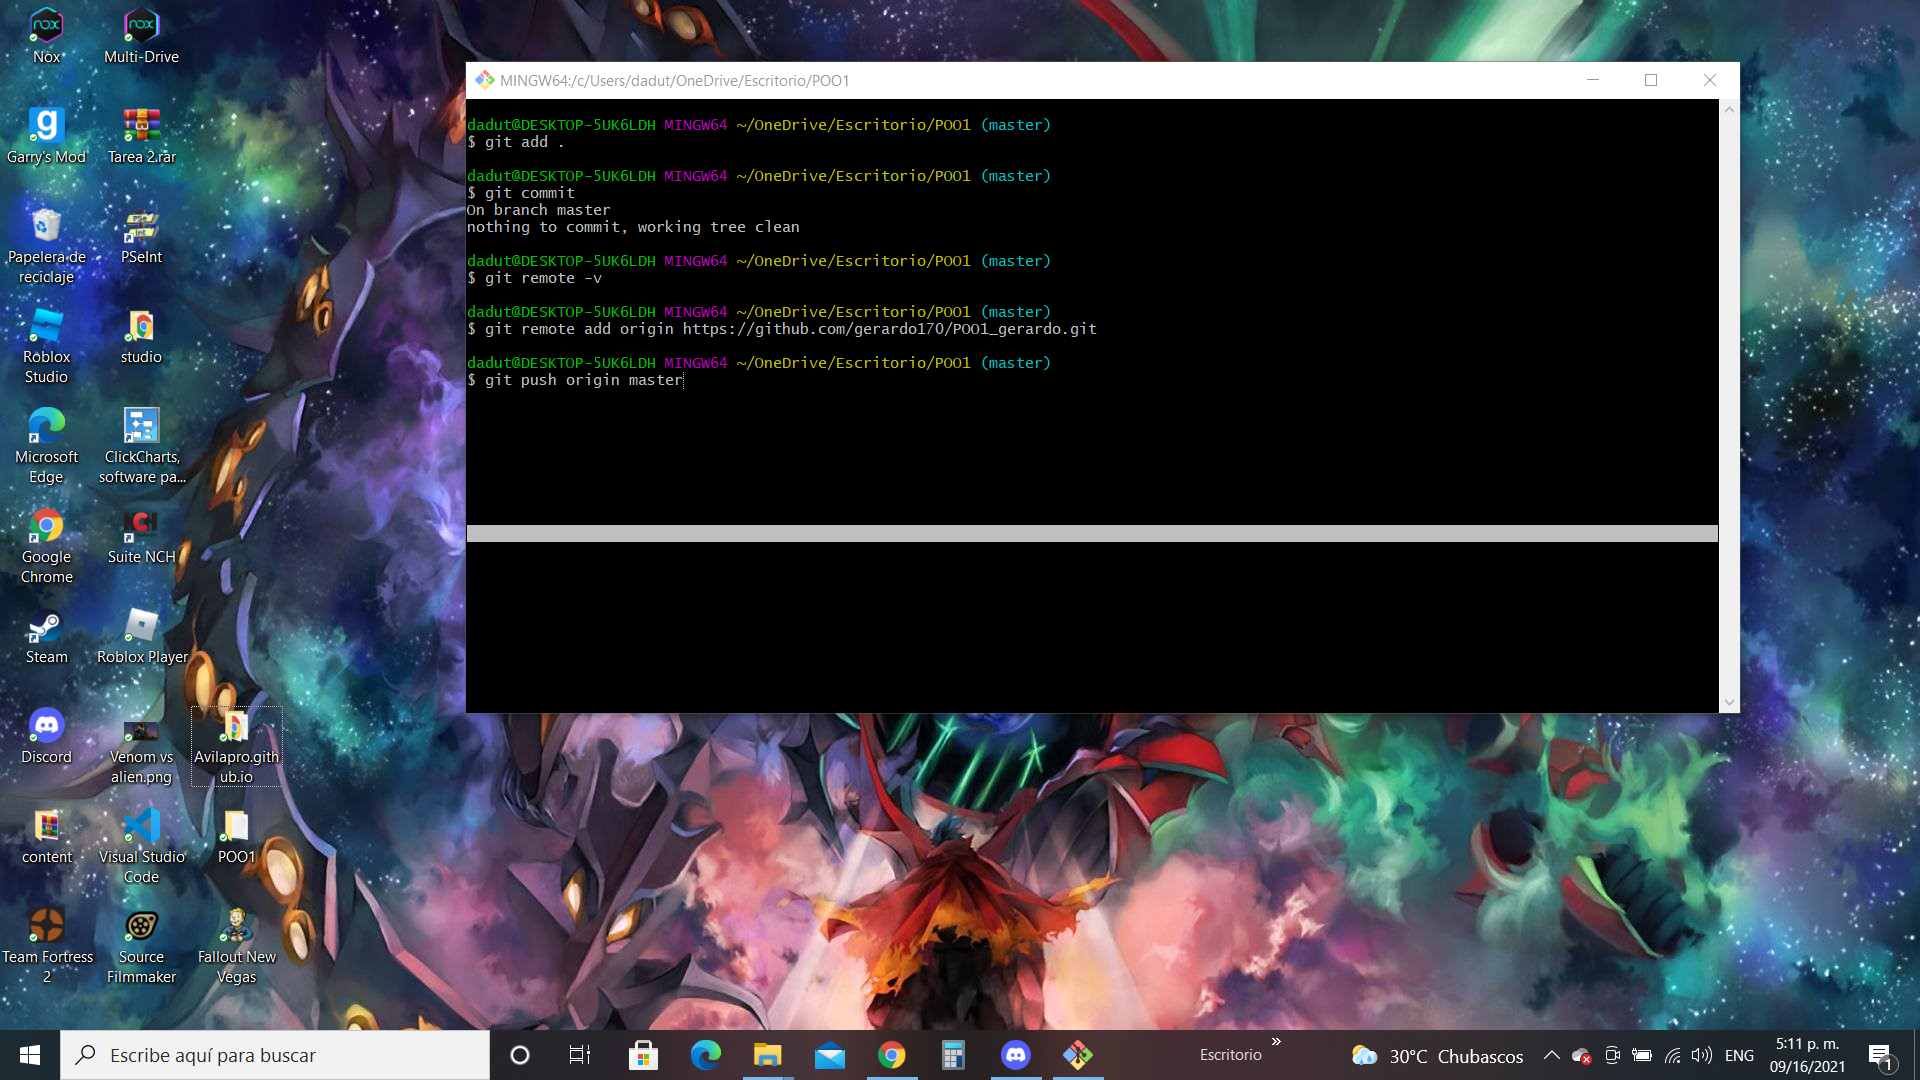 Nox
Multi-Drive
Garry's Mod
Tarea 2.rar
Papelera de
reciclaje
PSeInt
Roblox
Studio
studio
Microsoft
Edge
ClickCharts,
software pa...
Google
Chrome
Suite NCH
Steam
Roblox Player
Discord
Venom vs
alien.png
Avilapro.gith
ub.io
content
Visual Studio
Code
POO1
Team Fortress
2
Source
Filmmaker
Fallout New
Vegas
MINGW64:/c/Users/dadut/OneDrive/Escritorio/POO1
dadut@DESKTOP-5UK6LDH MINGW64 ~/OneDrive/Escritorio/POO1 (master)
$ git add .
dadut@DESKTOP-5UK6LDH MINGW64 ~/OneDrive/Escritorio/POO1 (master)
$ git commit
On branch master
nothing to commit, working tree clean
dadut@DESKTOP-5UK6LDH MINGW64 ~/OneDrive/Escritorio/POO1 (master)
$ git remote -v
dadut@DESKTOP-5UK6LDH MINGW64 ~/OneDrive/Escritorio/POO1 (master)
$ git remote add origin https://github.com/gerardo170/POO1_gerardo.git
dadut@DESKTOP-5UK6LDH MINGW64 ~/OneDrive/Escritorio/POO1 (master)
$ git push origin master
Escribe aquí para buscar
Escritorio
30°C Chubascos
ENG
5:11 p. m.
09/16/2021
1